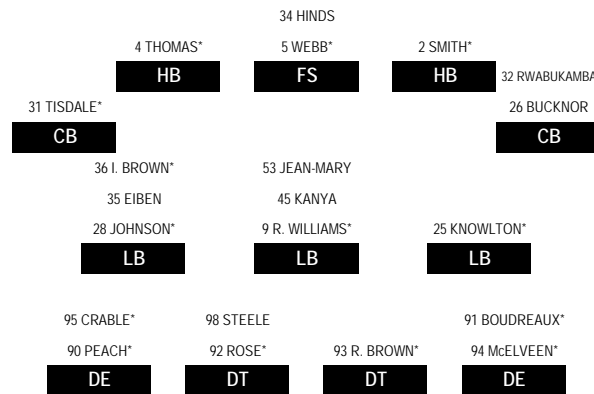 34 HINDS
4 THOMAS* 5 WEBB* 2 SMITH*
HB FS HB 32 RWABUKAMBA
31 TISDALE* 26 BUCKNOR
CB CB
36 I. BROWN* 53 JEAN-MARY
35 EIBEN 45 KANYA
28 JOHNSON* 9 R. WILLIAMS* 25 KNOWLTON*
LB LB LB
95 CRABLE* 98 STEELE 91 BOUDREAUX*
90 PEACH* 92 ROSE* 93 R. BROWN* 94 McELVEEN*
DE DT DT DE